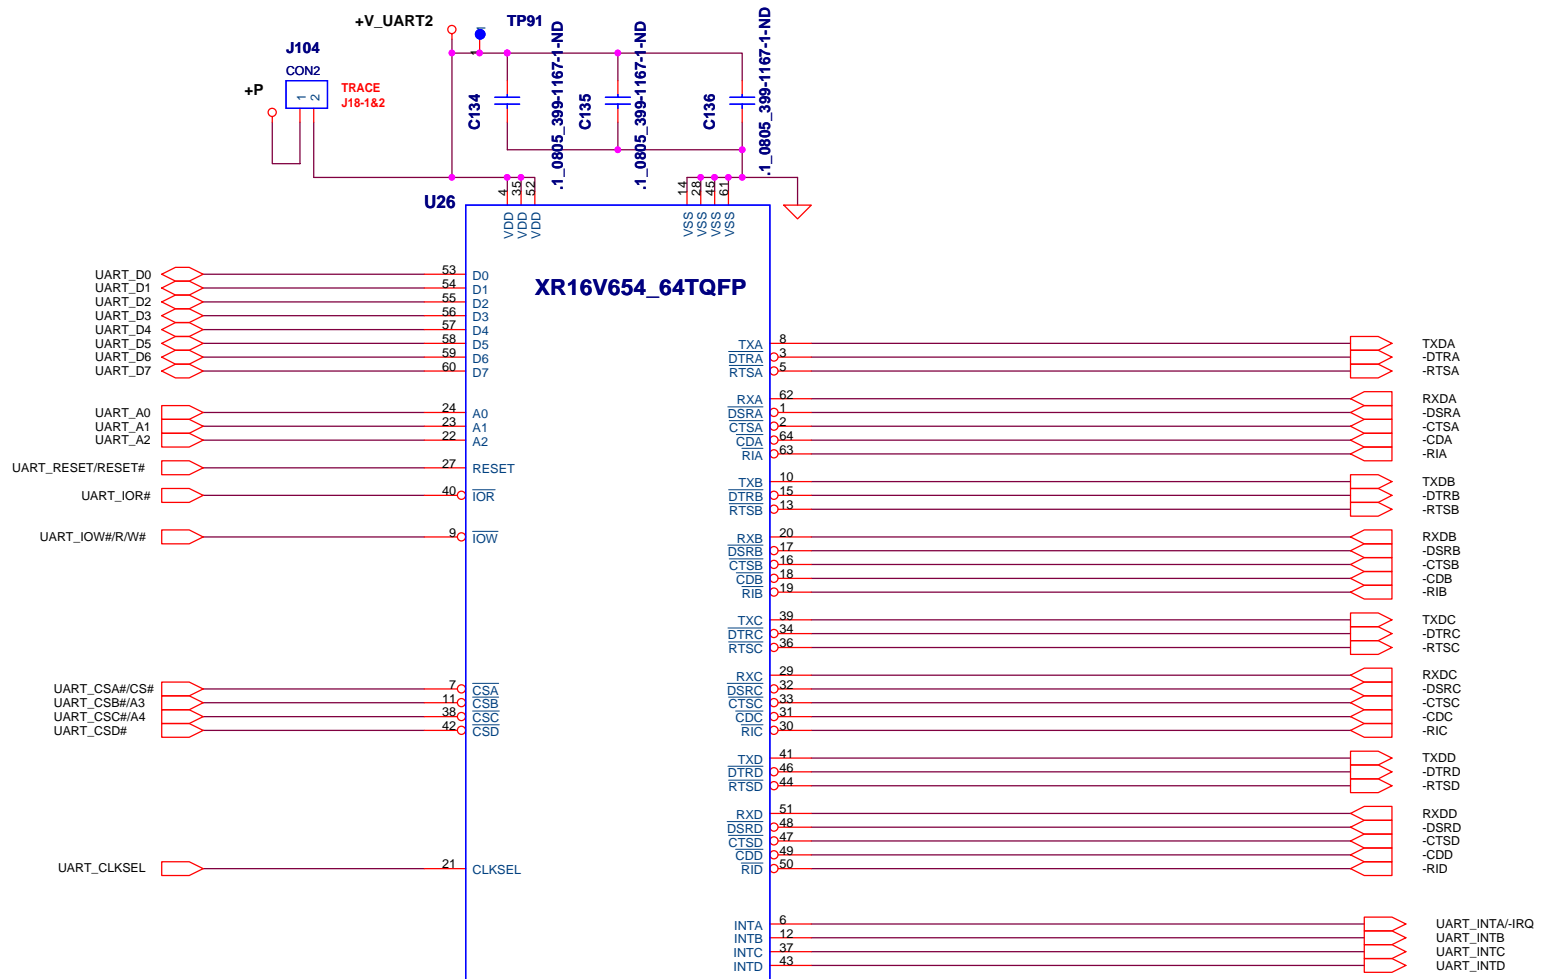 +V_UART2
TP91
1
J104
CON2
+P
1
2
TRACE
J18-1&2
C134
.1_0805_399-1167-1-ND
C135
.1_0805_399-1167-1-ND
C136
.1_0805_399-1167-1-ND
U26
4
35
52
14
28
45
61
VDD
VDD
VDD
VSS
VSS
VSS
VSS
XR16V654_64TQFP
UART_D0 53 D0
UART_D1 54 D1
UART_D2 55 D2
UART_D3 56 D3
UART_D4 57 D4
UART_D5 58 D5
UART_D6 59 D6
UART_D7 60 D7
UART_A0 24 A0
UART_A1 23 A1
UART_A2 22 A2
UART_RESET/RESET# 27 RESET
UART_IOR# 40 IOR
UART_IOW#/R/W# 9 IOW
UART_CSA#/CS# 7 CSA
UART_CSB#/A3 11 CSB
UART_CSC#/A4 38 CSC
UART_CSD# 42 CSD
UART_CLKSEL 21 CLKSEL
TXA 8 TXDA
DTRA 3 -DTRA
RTSA 5 -RTSA
RXA 62 RXDA
DSRA 1 -DSRA
CTSA 2 -CTSA
CDA 64 -CDA
RIA 63 -RIA
TXB 10 TXDB
DTRB 15 -DTRB
RTSB 13 -RTSB
RXB 20 RXDB
DSRB 17 -DSRB
CTSB 16 -CTSB
CDB 18 -CDB
RIB 19 -RIB
TXC 39 TXDC
DTRC 34 -DTRC
RTSC 36 -RTSC
RXC 29 RXDC
DSRC 32 -DSRC
CTSC 33 -CTSC
CDC 31 -CDC
RIC 30 -RIC
TXD 41 TXDD
DTRD 46 -DTRD
RTSD 44 -RTSD
RXD 51 RXDD
DSRD 48 -DSRD
CTSD 47 -CTSD
CDD 49 -CDD
RID 50 -RID
INTA 6 UART_INTA/-IRQ
INTB 12 UART_INTB
INTC 37 UART_INTC
INTD 43 UART_INTD